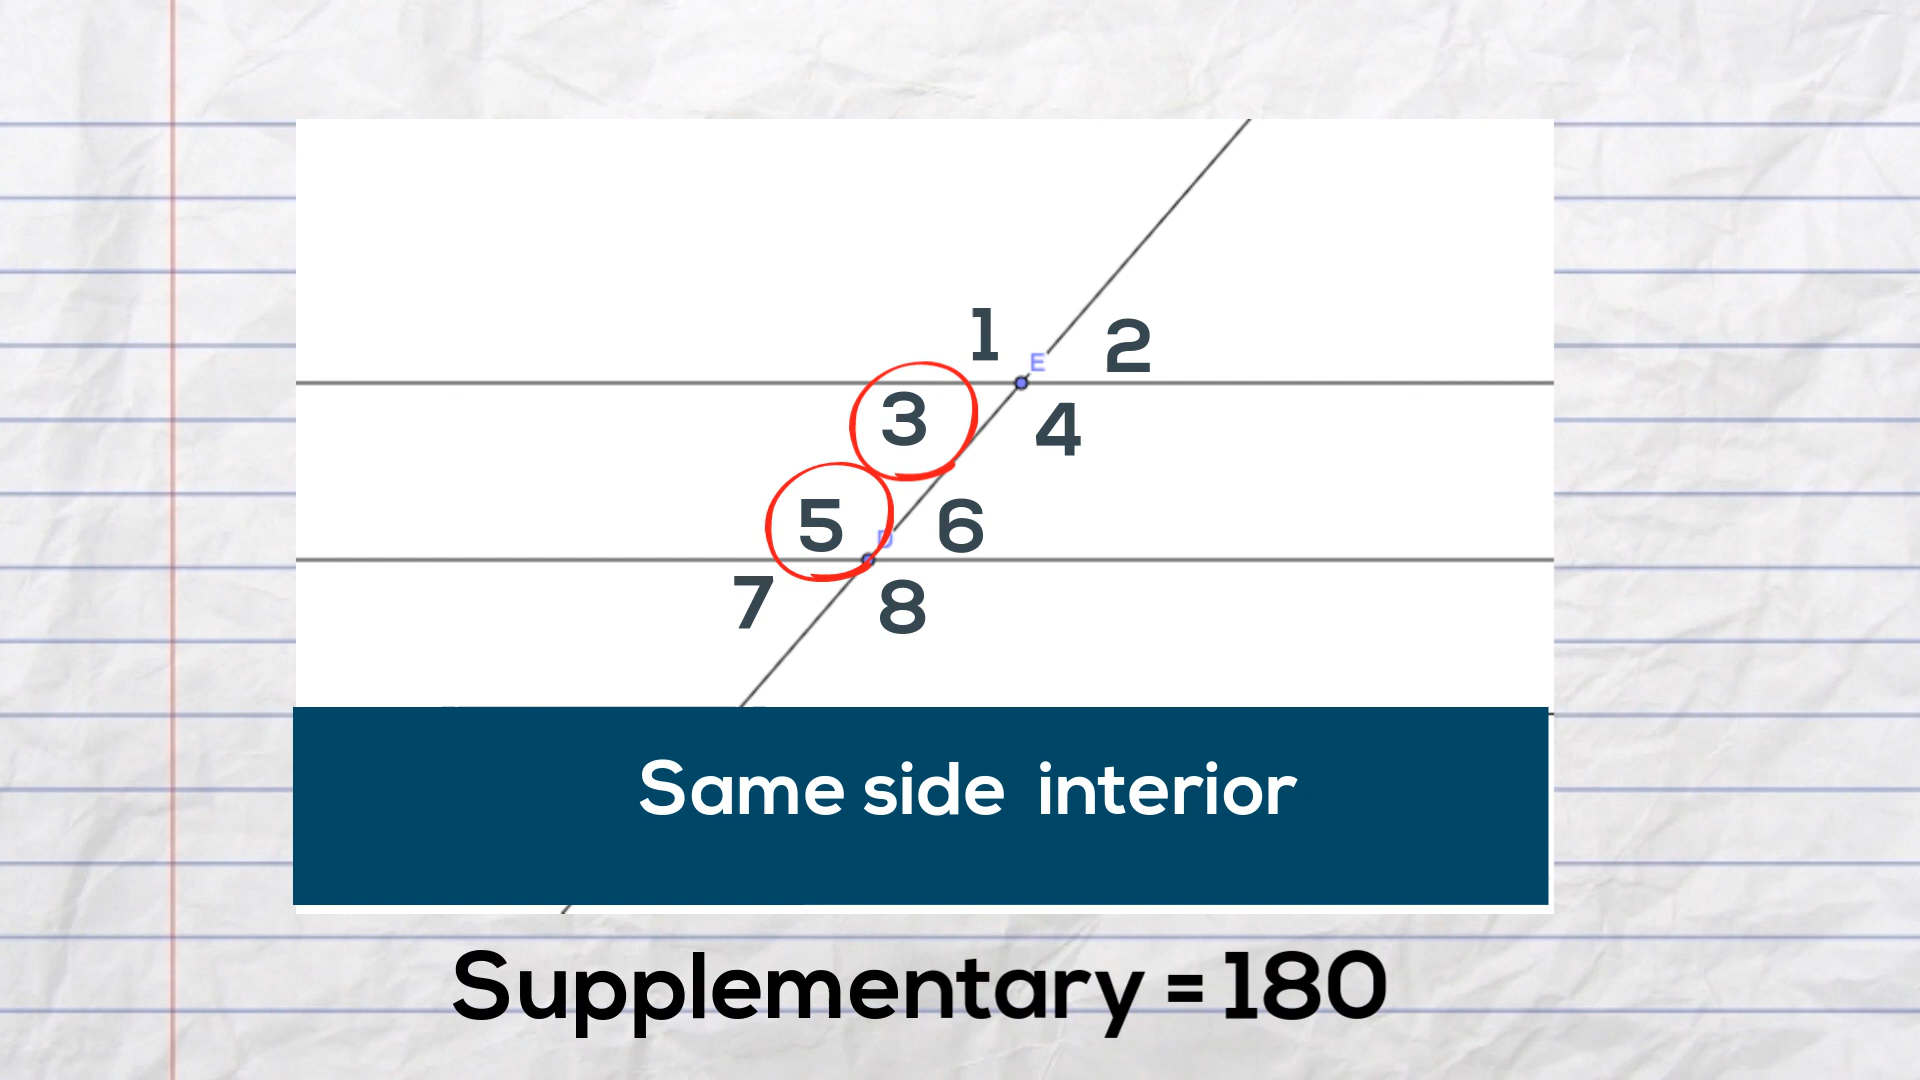 1 E 2
3 4
5 D 6
7 8
Same side interior
Supplementary = 180